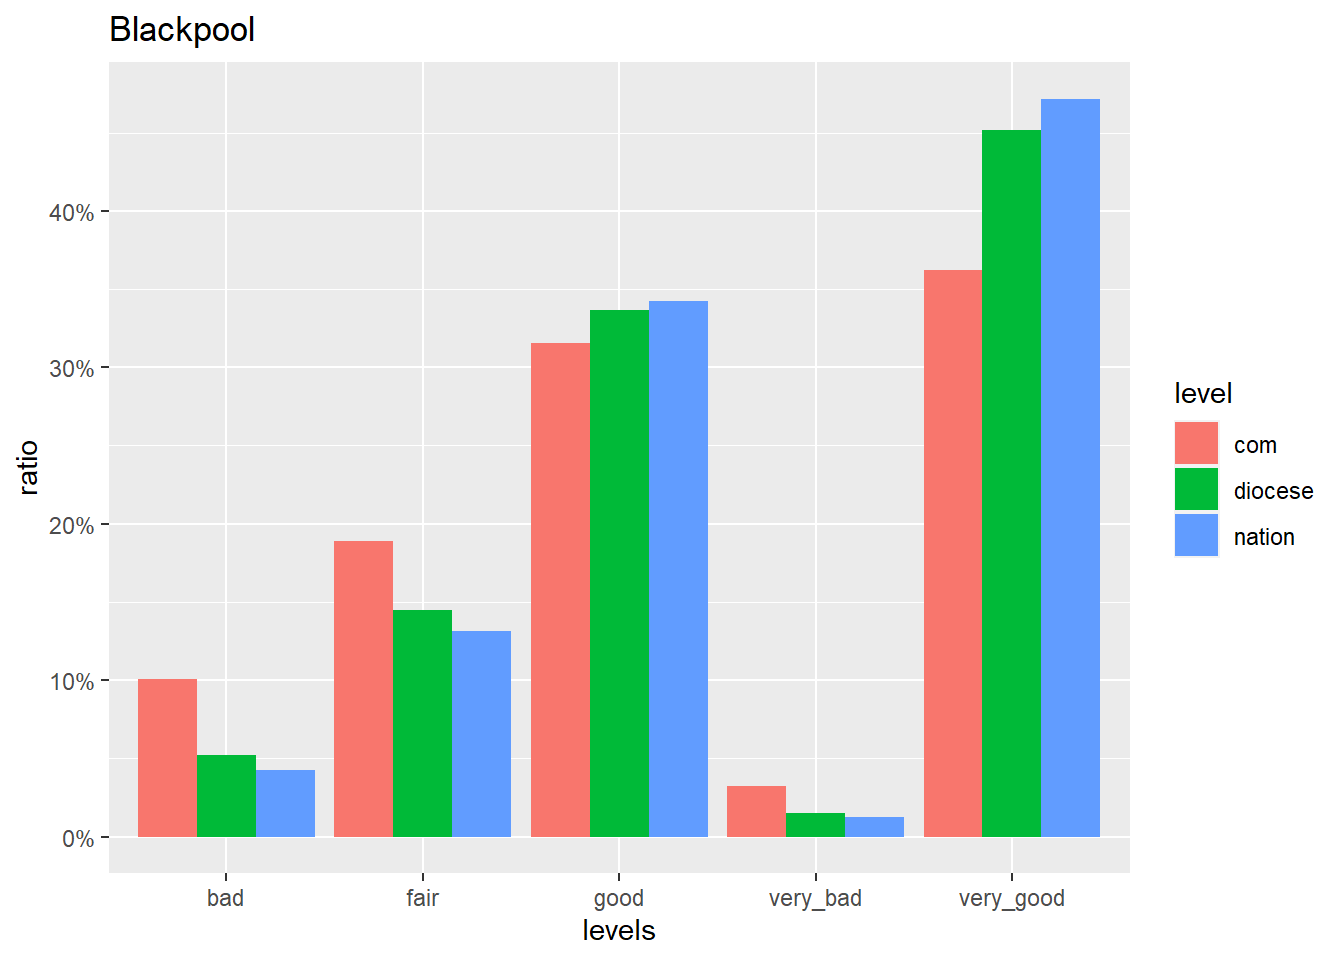 Blackpool
40%
30%
20%
10%
0%
ratio
bad fair good very_bad very_good
levels
level
com
diocese
nation